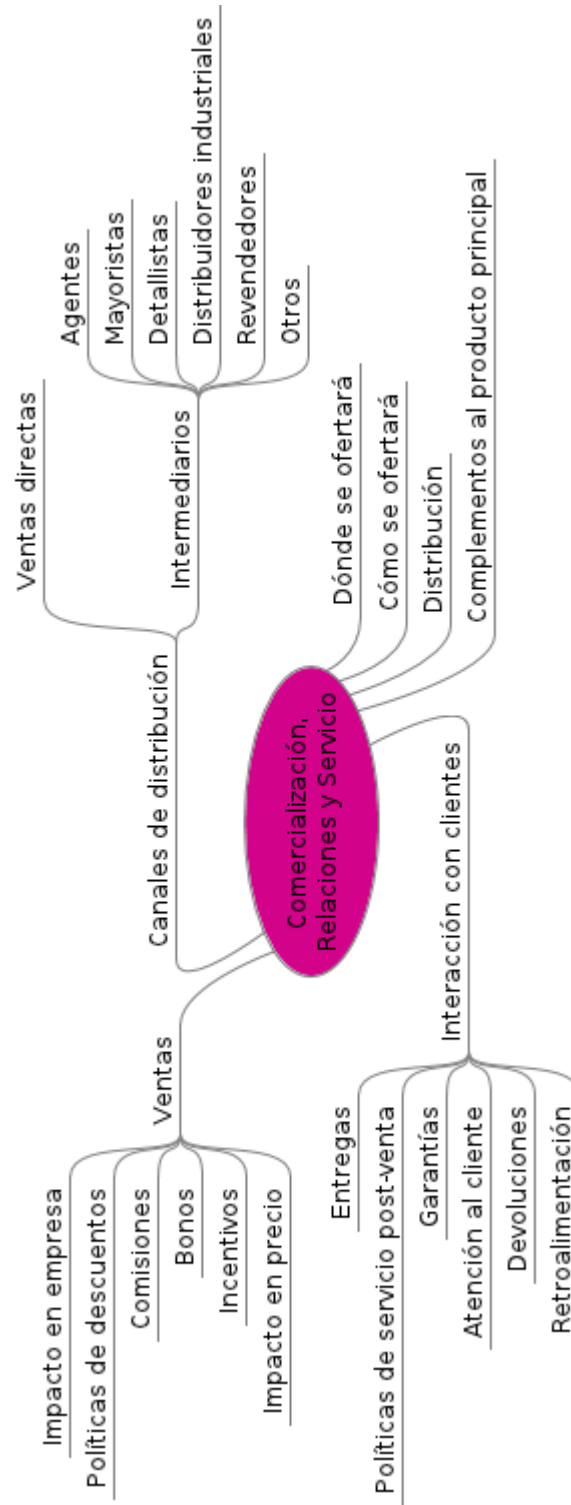 Comercialización,
Relaciones y Servicio
Canales de distribución
Ventas directas
Intermediarios
Agentes
Mayoristas
Detallistas
Distribuidores industriales
Revendedores
Otros
Dónde se ofertará
Cómo se ofertará
Distribución
Complementos al producto principal
Ventas
Impacto en empresa
Políticas de descuentos
Comisiones
Bonos
Incentivos
Impacto en precio
Interacción con clientes
Entregas
Políticas de servicio post-venta
Garantías
Atención al cliente
Devoluciones
Retroalimentación